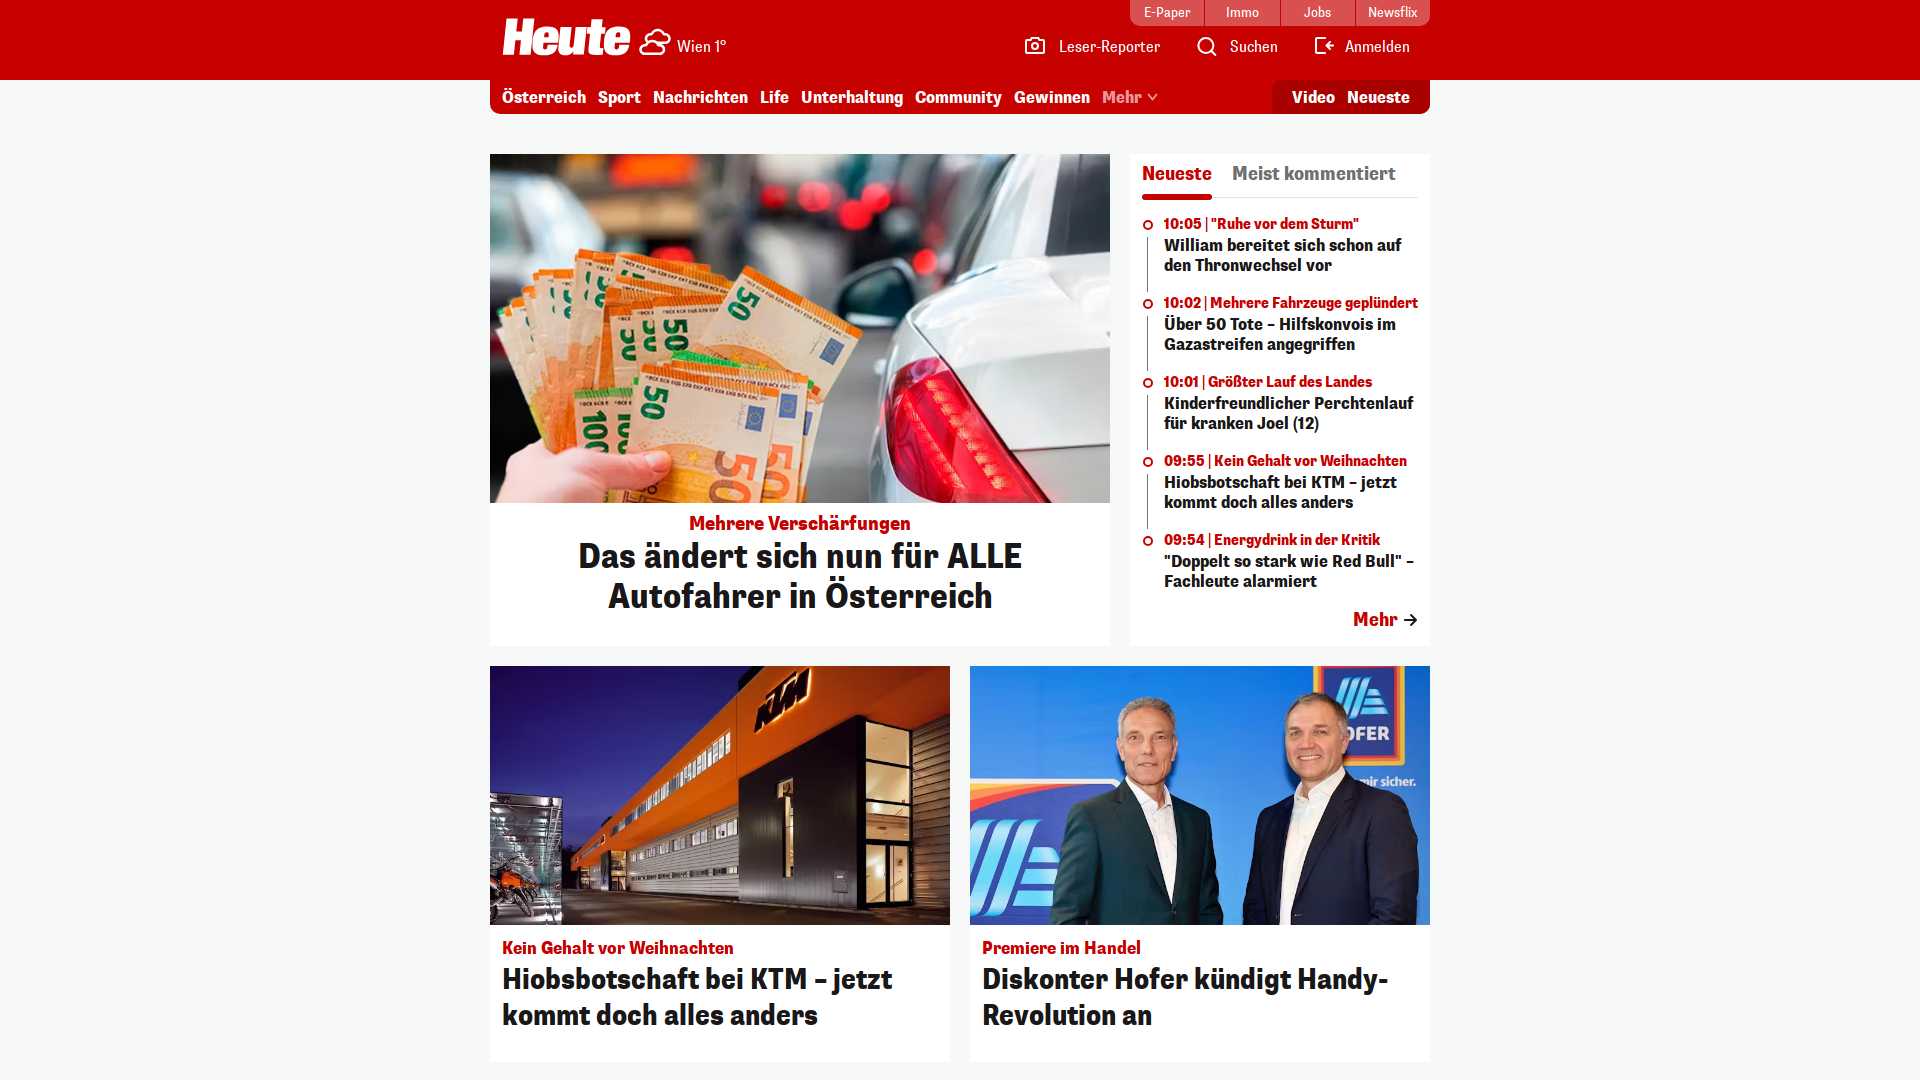 E-Paper
Immo
Jobs
Newsflix
Heute
Wien 1°
Leser-Reporter
Suchen
Anmelden
Österreich
Sport
Nachrichten
Life
Unterhaltung
Community
Gewinnen
Mehr
Video
Neueste
Mehrere Verschärfungen
Das ändert sich nun für ALLE
Autofahrer in Österreich
Neueste
Meist kommentiert
10:05 | "Ruhe vor dem Sturm"
William bereitet sich schon auf
den Thronwechsel vor
10:02 | Mehrere Fahrzeuge geplündert
Über 50 Tote – Hilfskonvois im
Gazastreifen angegriffen
10:01 | Größter Lauf des Landes
Kinderfreundlicher Perchtenlauf
für kranken Joel (12)
09:55 | Kein Gehalt vor Weihnachten
Hiobsbotschaft bei KTM – jetzt
kommt doch alles anders
09:54 | Energydrink in der Kritik
"Doppelt so stark wie Red Bull" –
Fachleute alarmiert
Mehr
KTM
Kein Gehalt vor Weihnachten
Hiobsbotschaft bei KTM – jetzt
kommt doch alles anders
OFER
mir sicher.
Premiere im Handel
Diskonter Hofer kündigt Handy-
Revolution an